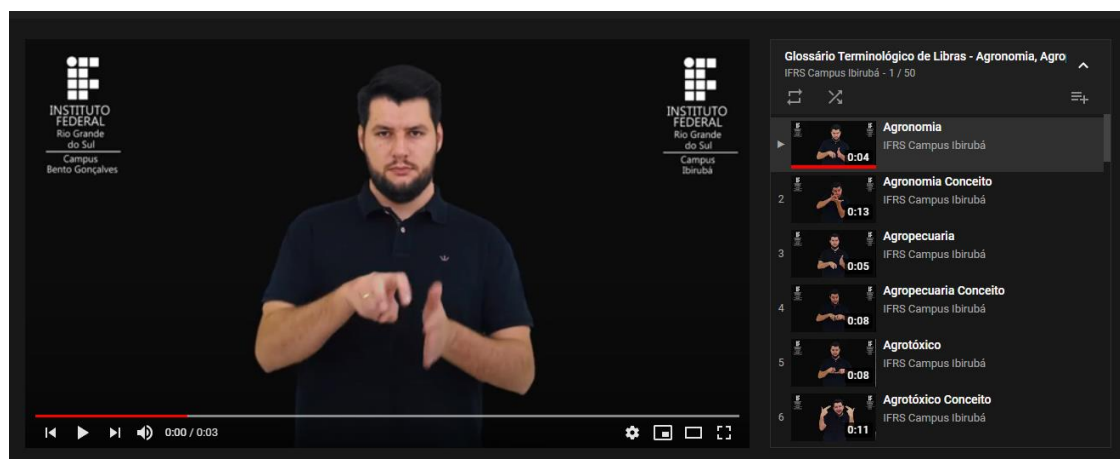 INSTITUTO
FEDERAL
Rio Grande
do Sul
Campus
Bento Gonçalves
INSTITUTO
FEDERAL
Rio Grande
do Sul
Campus
Ibirubá
0:00 / 0:03
Glossário Terminológico de Libras - Agronomia, Agro
IFRS Campus Ibirubá - 1 / 50
0:04
Agronomia
IFRS Campus Ibirubá
2
0:13
Agronomia Conceito
IFRS Campus Ibirubá
3
0:05
Agropecuaria
IFRS Campus Ibirubá
4
0:08
Agropecuaria Conceito
IFRS Campus Ibirubá
5
0:08
Agrotóxico
IFRS Campus Ibirubá
6
0:11
Agrotóxico Conceito
IFRS Campus Ibirubá